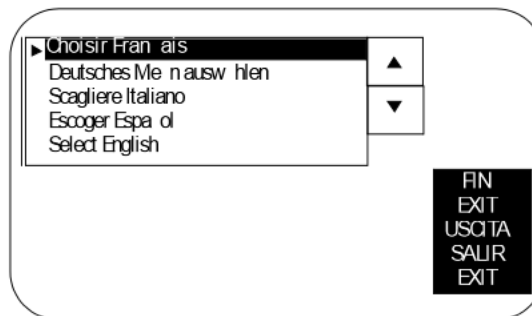 Choisir Fran ais
Deutsches Me n ausw hlen
Scagliere Italiano
Escoger Espa ol
Select English
FIN
EXIT
USCITA
SALIR
EXIT